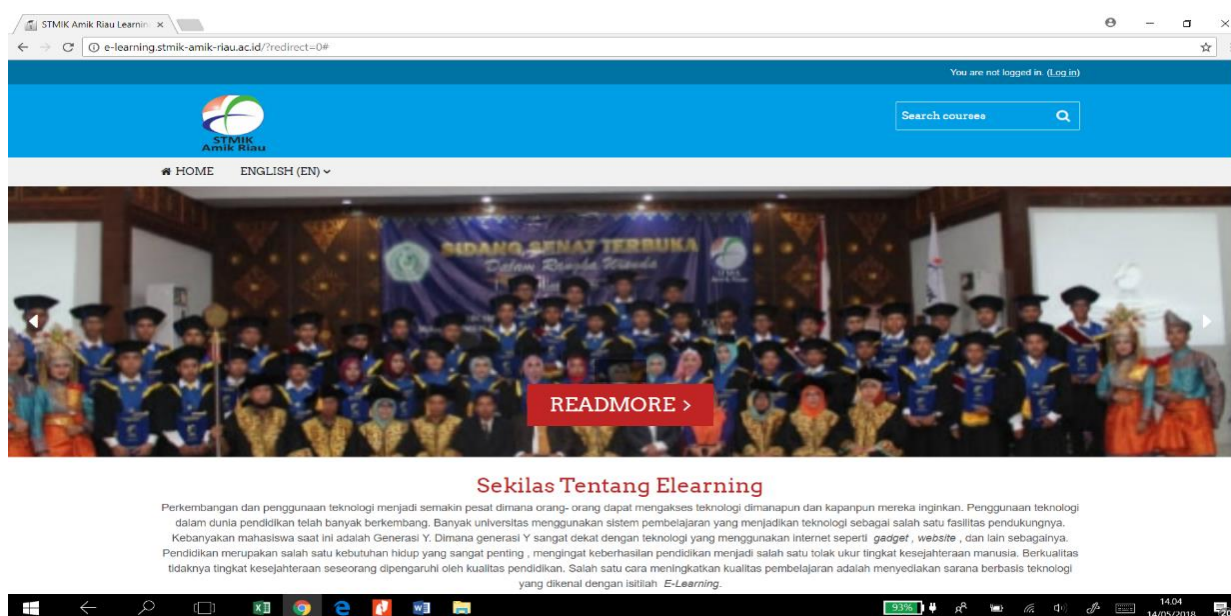 STMIK Amik Riau Learnin
e-learning.stmik-amik-riau.ac.id/?redirect=0#
You are not logged in. (Log in)
STMIK
Amik Riau
Search courses
HOME ENGLISH (EN)
SIDANG SENAT TERBUKA
Dalam Rangka Wisuda
READMORE >
Sekilas Tentang Elearning
Perkembangan dan penggunaan teknologi menjadi semakin pesat dimana orang- orang dapat mengakses teknologi dimanapun dan kapanpun mereka inginkan. Penggunaan teknologi
dalam dunia pendidikan telah banyak berkembang. Banyak universitas menggunakan sistem pembelajaran yang menjadikan teknologi sebagai salah satu fasilitas pendukungnya.
Kebanyakan mahasiswa saat ini adalah Generasi Y. Dimana generasi Y sangat dekat dengan teknologi yang menggunakan internet seperti gadget , website , dan lain sebagainya.
Pendidikan merupakan salah satu kebutuhan hidup yang sangat penting , mengingat keberhasilan pendidikan menjadi salah satu tolak ukur tingkat kesejahteraan manusia. Berkualitas
tidaknya tingkat kesejahteraan seseorang dipengaruhi oleh kualitas pendidikan. Salah satu cara meningkatkan kualitas pembelajaran adalah menyediakan sarana berbasis teknologi
yang dikenal dengan isitilah E-Learning.
93%
14.04
14/05/2018